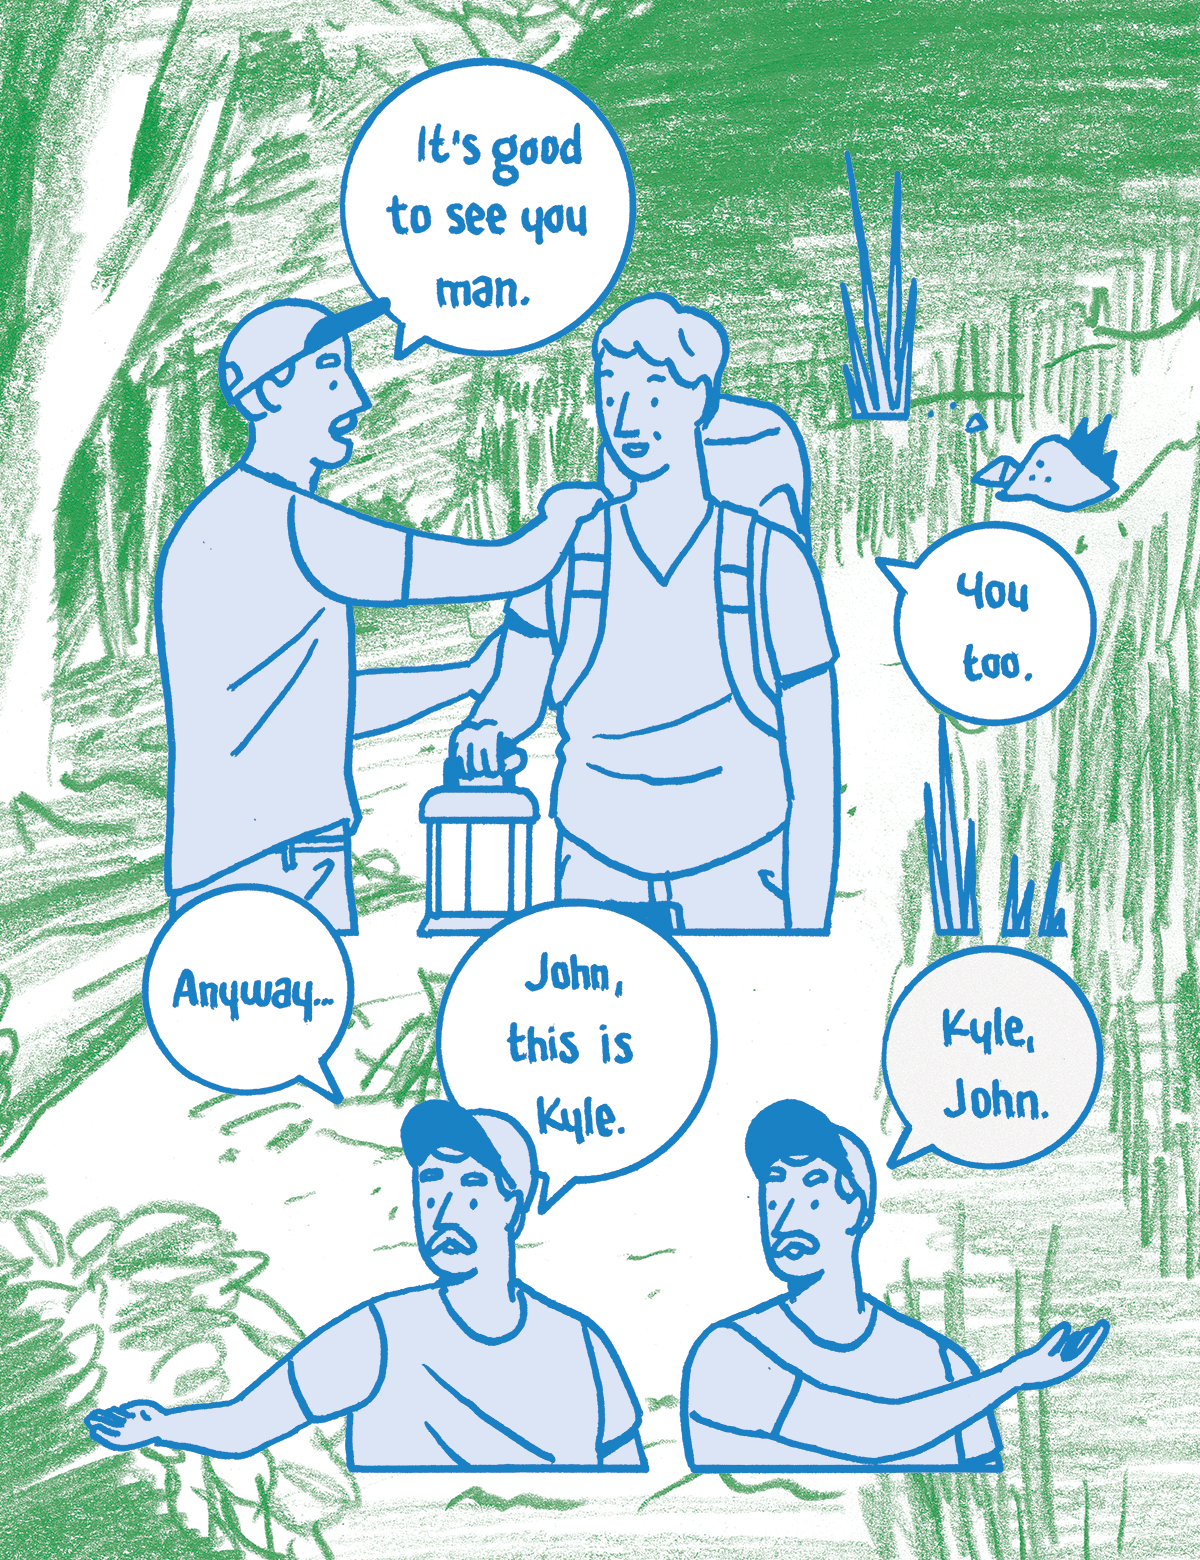 It's good
to see you
man.
You
too.
Anyway...
John,
this is
Kyle.
Kyle,
John.